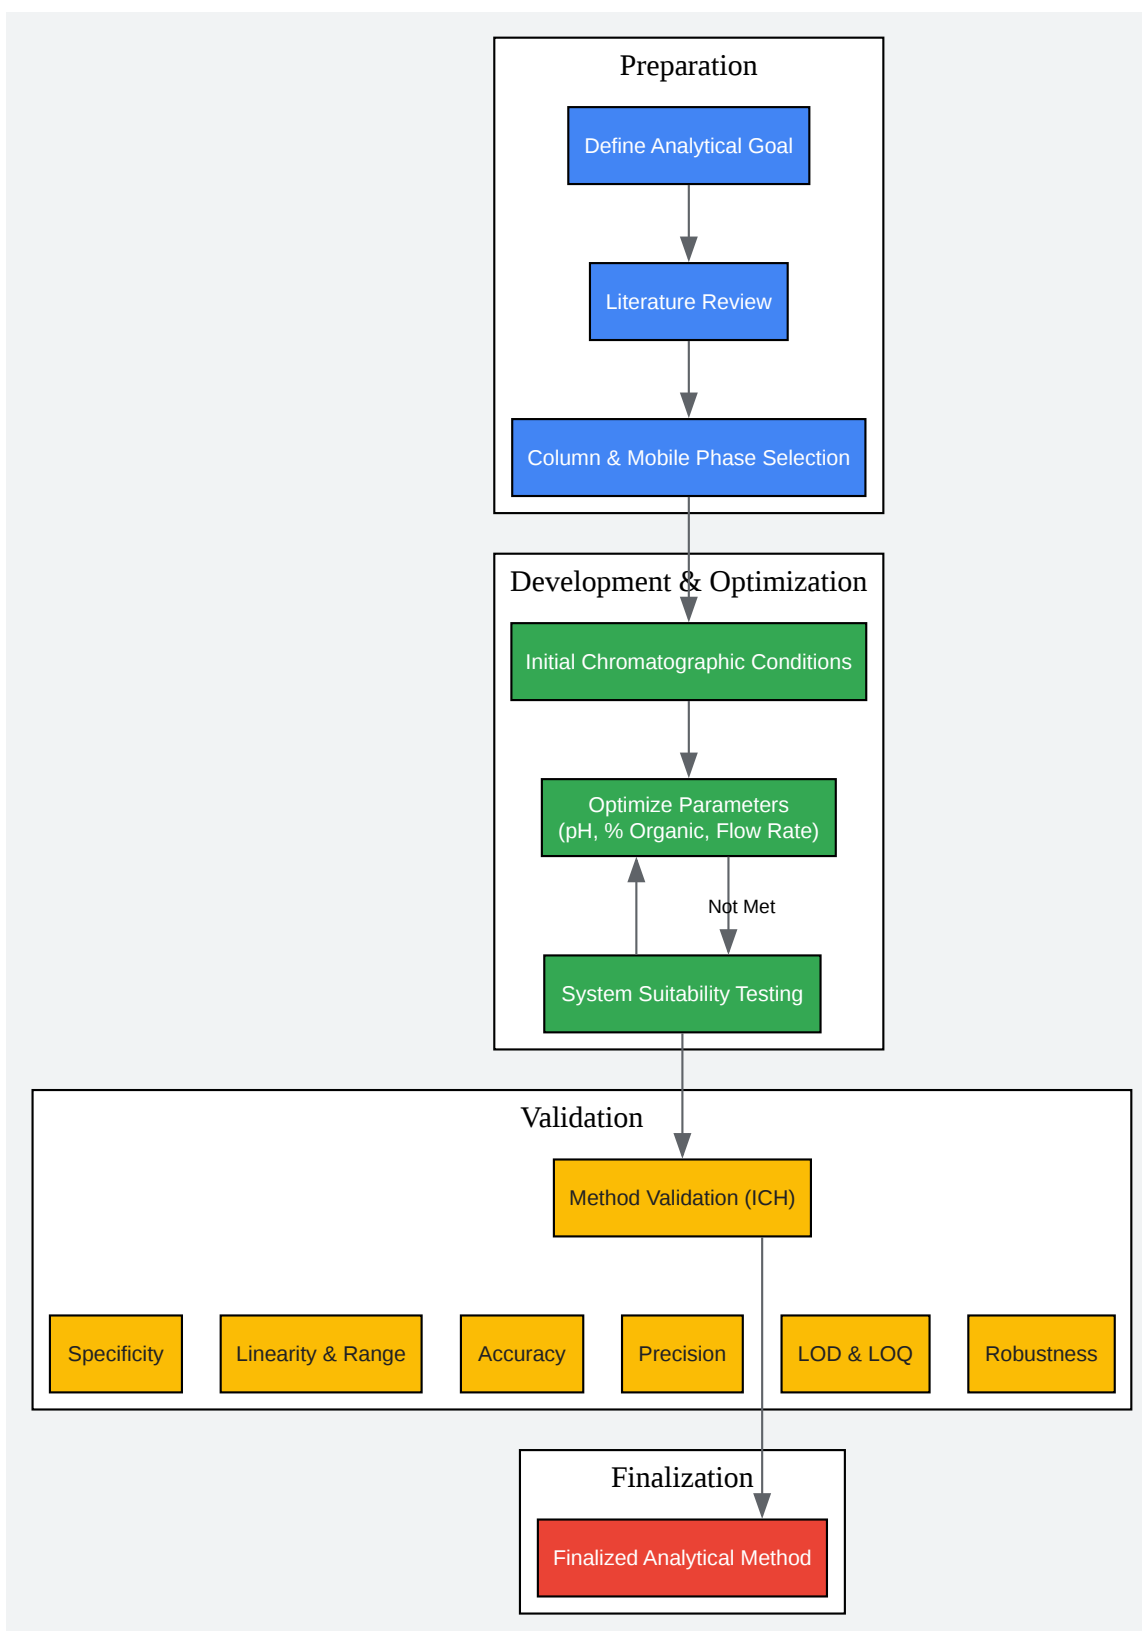 Preparation
Define Analytical Goal
Literature Review
Column & Mobile Phase Selection
Development & Optimization
Initial Chromatographic Conditions
Optimize Parameters
(pH, % Organic, Flow Rate)
Not Met
System Suitability Testing
Validation
Method Validation (ICH)
Specificity
Linearity & Range
Accuracy
Precision
LOD & LOQ
Robustness
Finalization
Finalized Analytical Method